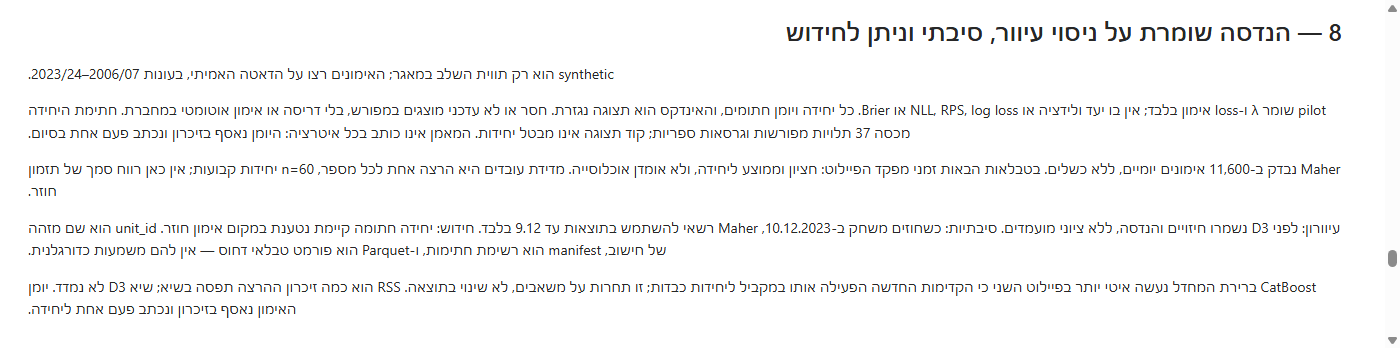 8 — הנדסה שומרת על ניסוי עיוור, סיבתי וניתן לחידוש
synthetic הוא רק תווית השלב במאגר; האימונים רצו על הדאטה האמיתי, בעונות 2006/07–2023/24.
pilot שומר λ ו-loss אימון בלבד; אין בו יעד ולידציה או NLL, RPS, log loss או Brier. כל יחידה ויומן חתומים, והאינדקס הוא תצוגה נגזרת. חסר או לא עדכני מוצגים במפורש, בלי דריסה או אימון אוטומטי במחברת. חתימת היחידה
מכסה 37 תלויות מפורשות וגרסאות ספריות; קוד תצוגה אינו מבטל יחידות. המאמן אינו כותב בכל איטרציה: היומן נאסף בזיכרון ונכתב פעם אחת בסיום.
Maher נבדק ב-11,600 אימונים יומיים, ללא כשלים. בטבלאות הבאות זמני מפקד הפיילוט: חציון וממוצע ליחידה, ולא אומדן אוכלוסייה. מדידת עובדים היא הרצה אחת לכל מספר, n=60 יחידות קבועות; אין כאן רווח סמך של תזמון
חוזר.
עיוורון: לפני D3 נשמרו חיזויים והנדסה, ללא ציוני מועמדים. סיבתיות: כשחוזים משחק ב-10.12.2023, Maher רשאי להשתמש בתוצאות עד 9.12 בלבד. חידוש: יחידה חתומה קיימת נטענת במקום אימון חוזר. unit_id הוא שם מזהה
של חישוב, manifest הוא רשימת חתימות, ו-Parquet הוא פורמט טבלאי דחוס — אין להם משמעות כדורגלנית.
CatBoost ברירת המחדל נעשה איטי יותר בפיילוט השני כי הקדימות החדשה הפעילה אותו במקביל ליחידות כבדות; זו תחרות על משאבים, לא שינוי בתוצאה. RSS הוא כמה זיכרון ההרצה תפסה בשיא; שיא D3 לא נמדד. יומן
האימון נאסף בזיכרון ונכתב פעם אחת ליחידה.